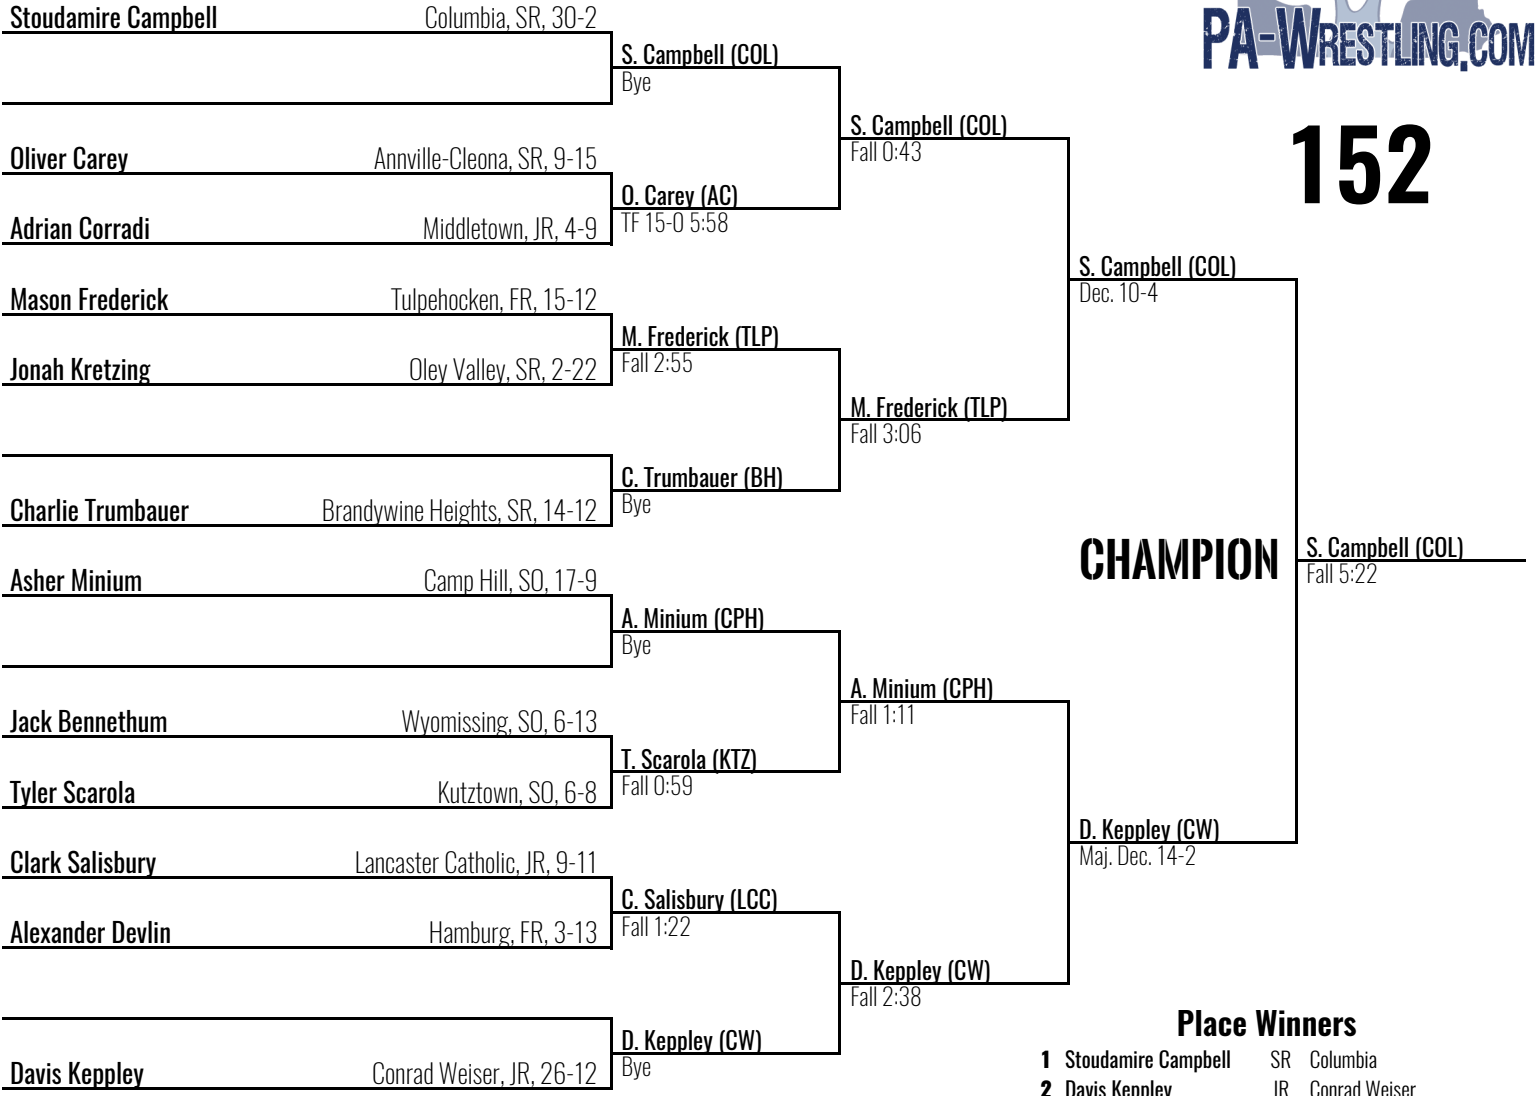 Stoudamire Campbell Columbia, SR, 30-2
S. Campbell (COL)
Bye
PA-WRESTLING.COM
152
S. Campbell (COL)
Fall 0:43
Oliver Carey Annville-Cleona, SR, 9-15
O. Carey (AC)
TF 15-0 5:58
Adrian Corradi Middletown, JR, 4-9
S. Campbell (COL)
Dec. 10-4
Mason Frederick Tulpehocken, FR, 15-12
M. Frederick (TLP)
Fall 2:55
Jonah Kretzing Oley Valley, SR, 2-22
M. Frederick (TLP)
Fall 3:06
C. Trumbauer (BH)
Bye
Charlie Trumbauer Brandywine Heights, SR, 14-12
CHAMPION
S. Campbell (COL)
Fall 5:22
Asher Minium Camp Hill, SO, 17-9
A. Minium (CPH)
Bye
A. Minium (CPH)
Fall 1:11
Jack Bennethum Wyomissing, SO, 6-13
T. Scarola (KTZ)
Fall 0:59
Tyler Scarola Kutztown, SO, 6-8
D. Keppley (CW)
Maj. Dec. 14-2
Clark Salisbury Lancaster Catholic, JR, 9-11
C. Salisbury (LCC)
Fall 1:22
Alexander Devlin Hamburg, FR, 3-13
D. Keppley (CW)
Fall 2:38
D. Keppley (CW)
Bye
Davis Keppley Conrad Weiser, JR, 26-12
Place Winners
1 Stoudamire Campbell SR Columbia
2 Davis Keppley JR Conrad Weiser